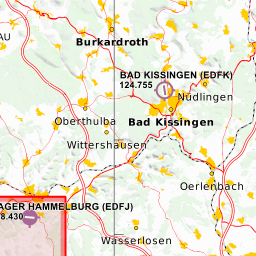 AU
Burkardroth
BAD KISSINGEN (EDFK)
124.755
Nüdlingen
Oberthulba
Bad Kissingen
Wittershausen
Oerlenbach
AGER HAMMELBURG (EDFJ)
8.430
Wasserlosen